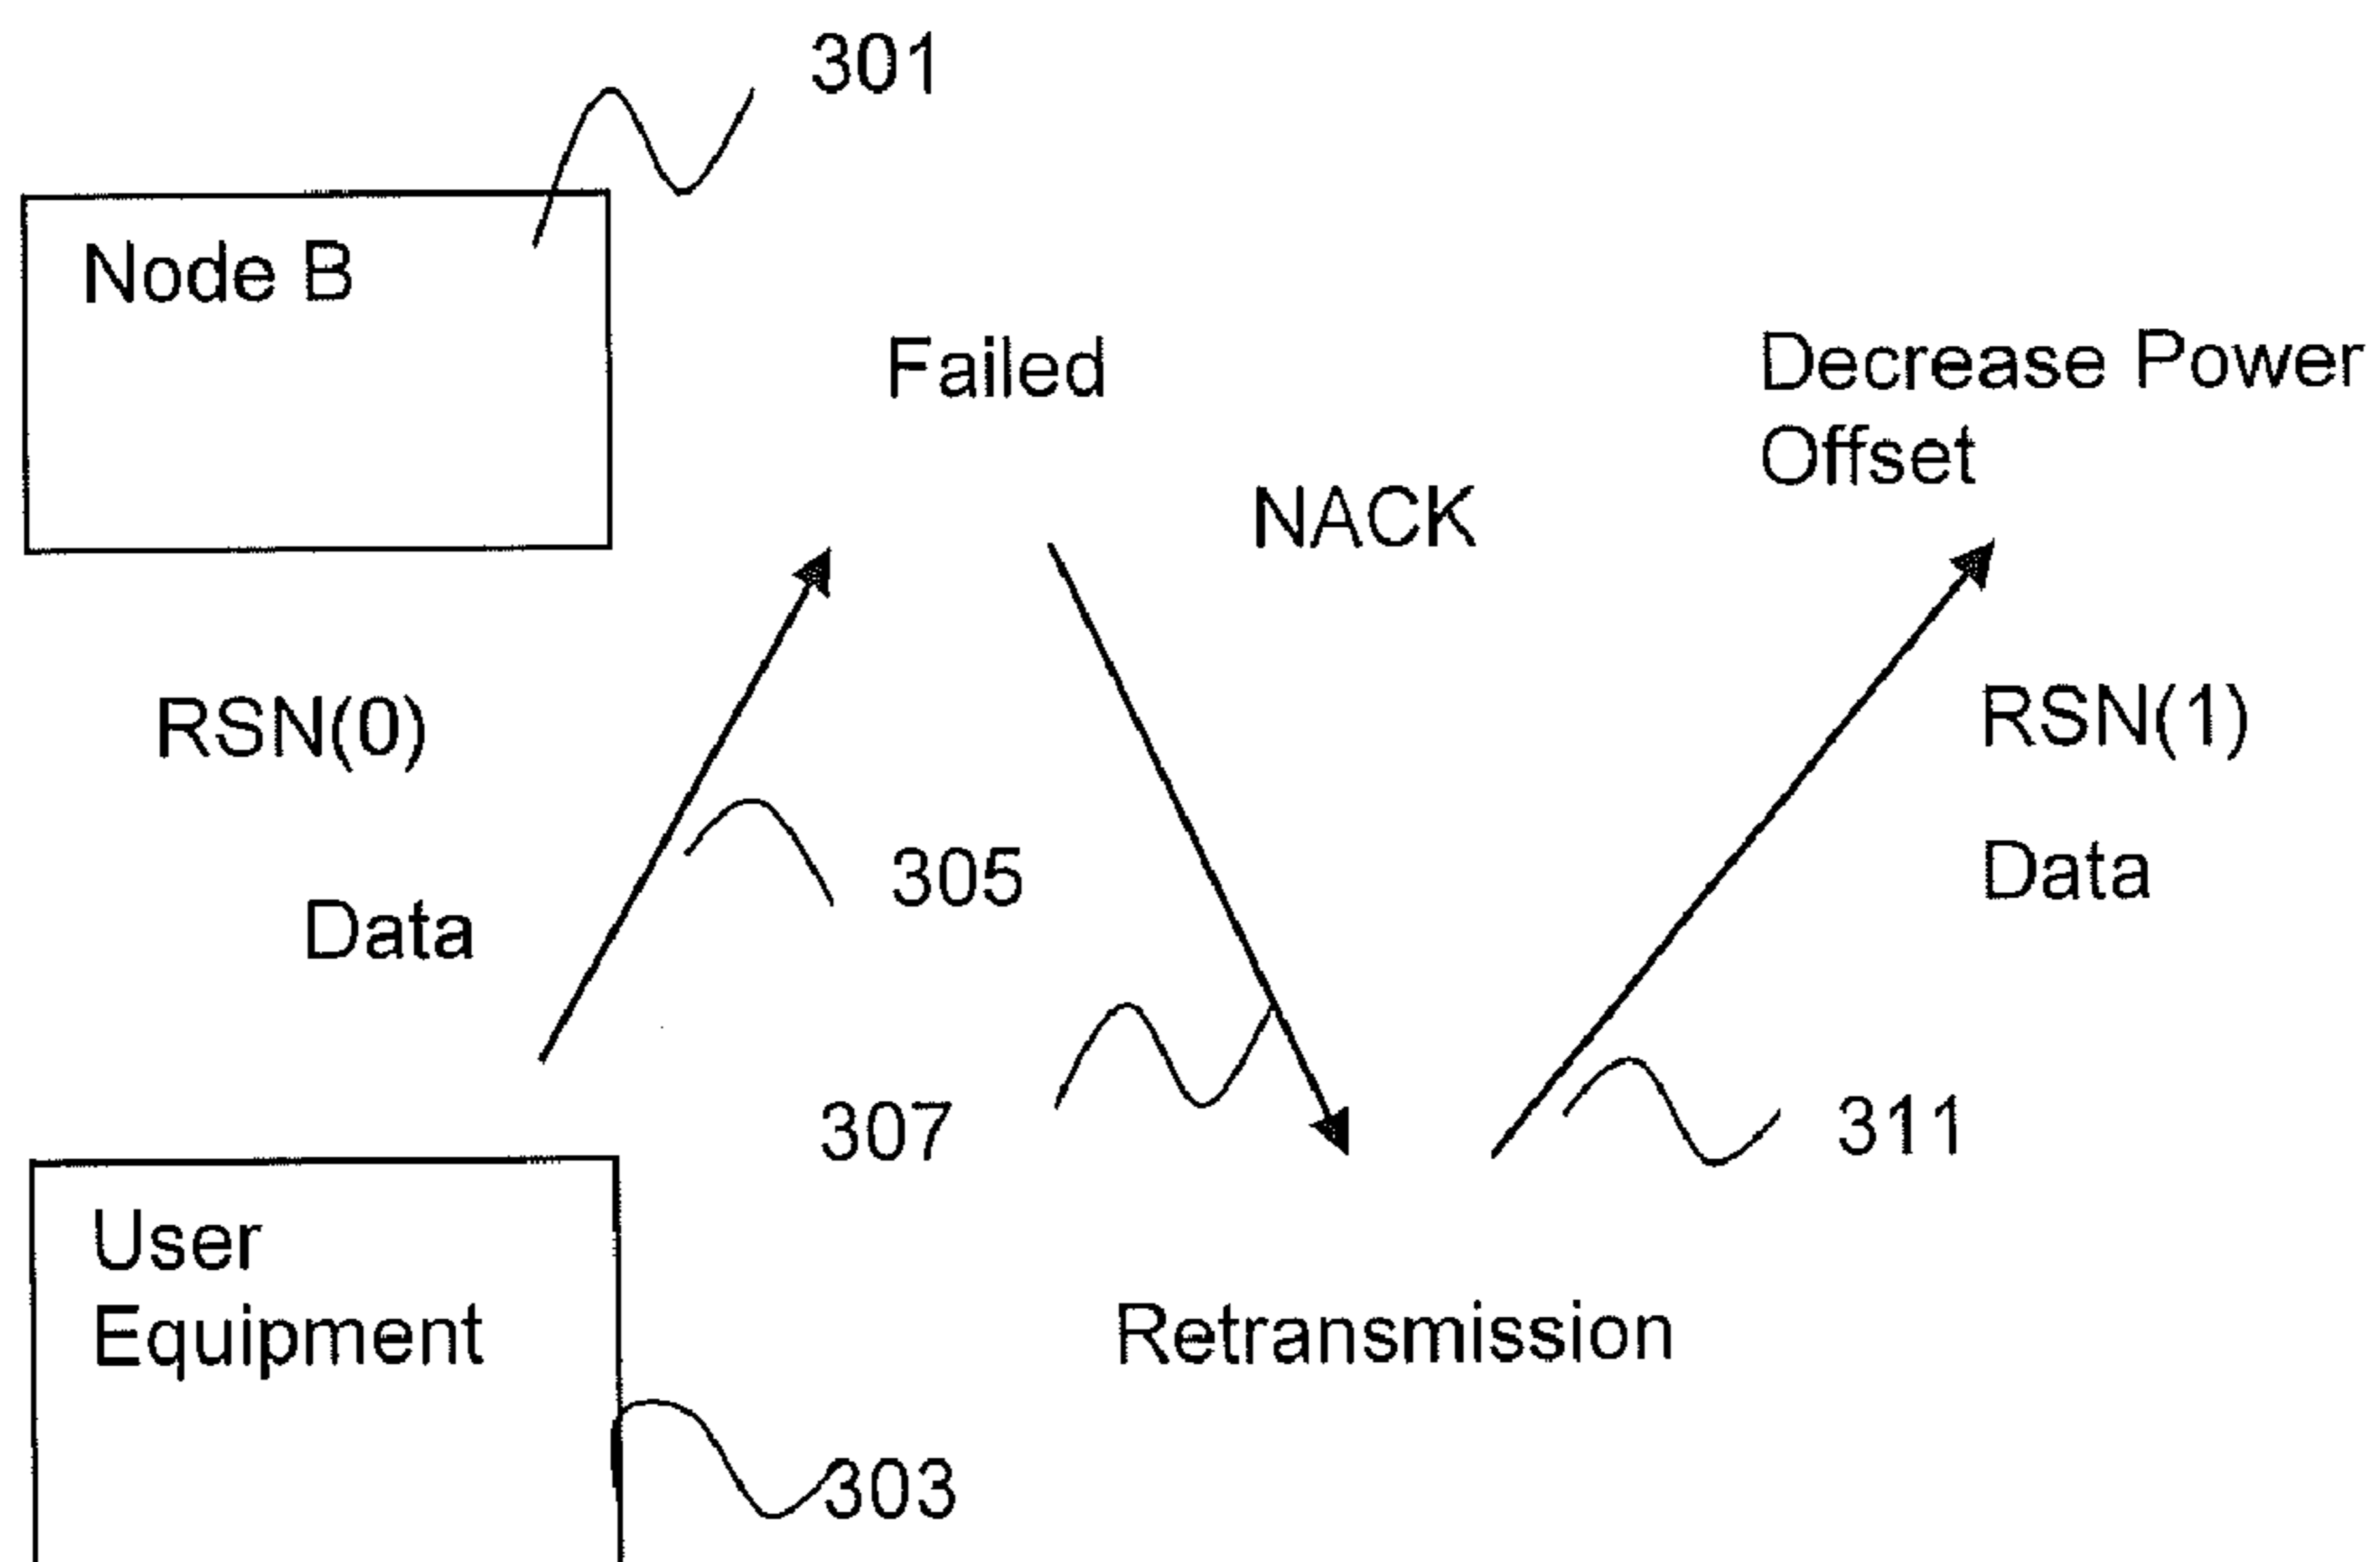 301
Node B
Failed
Decrease Power
Offset
NACK
RSN(0)
RSN(1)
305
Data
Data
307
311
User
Equipment
Retransmission
303